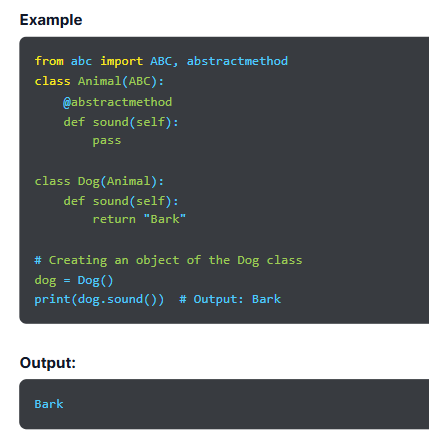 Example
from abc import ABC, abstractmethod
class Animal(ABC):
    @abstractmethod
    def sound(self):
        pass

class Dog(Animal):
    def sound(self):
        return "Bark"

# Creating an object of the Dog class
dog = Dog()
print(dog.sound())  # Output: Bark
Output:
Bark